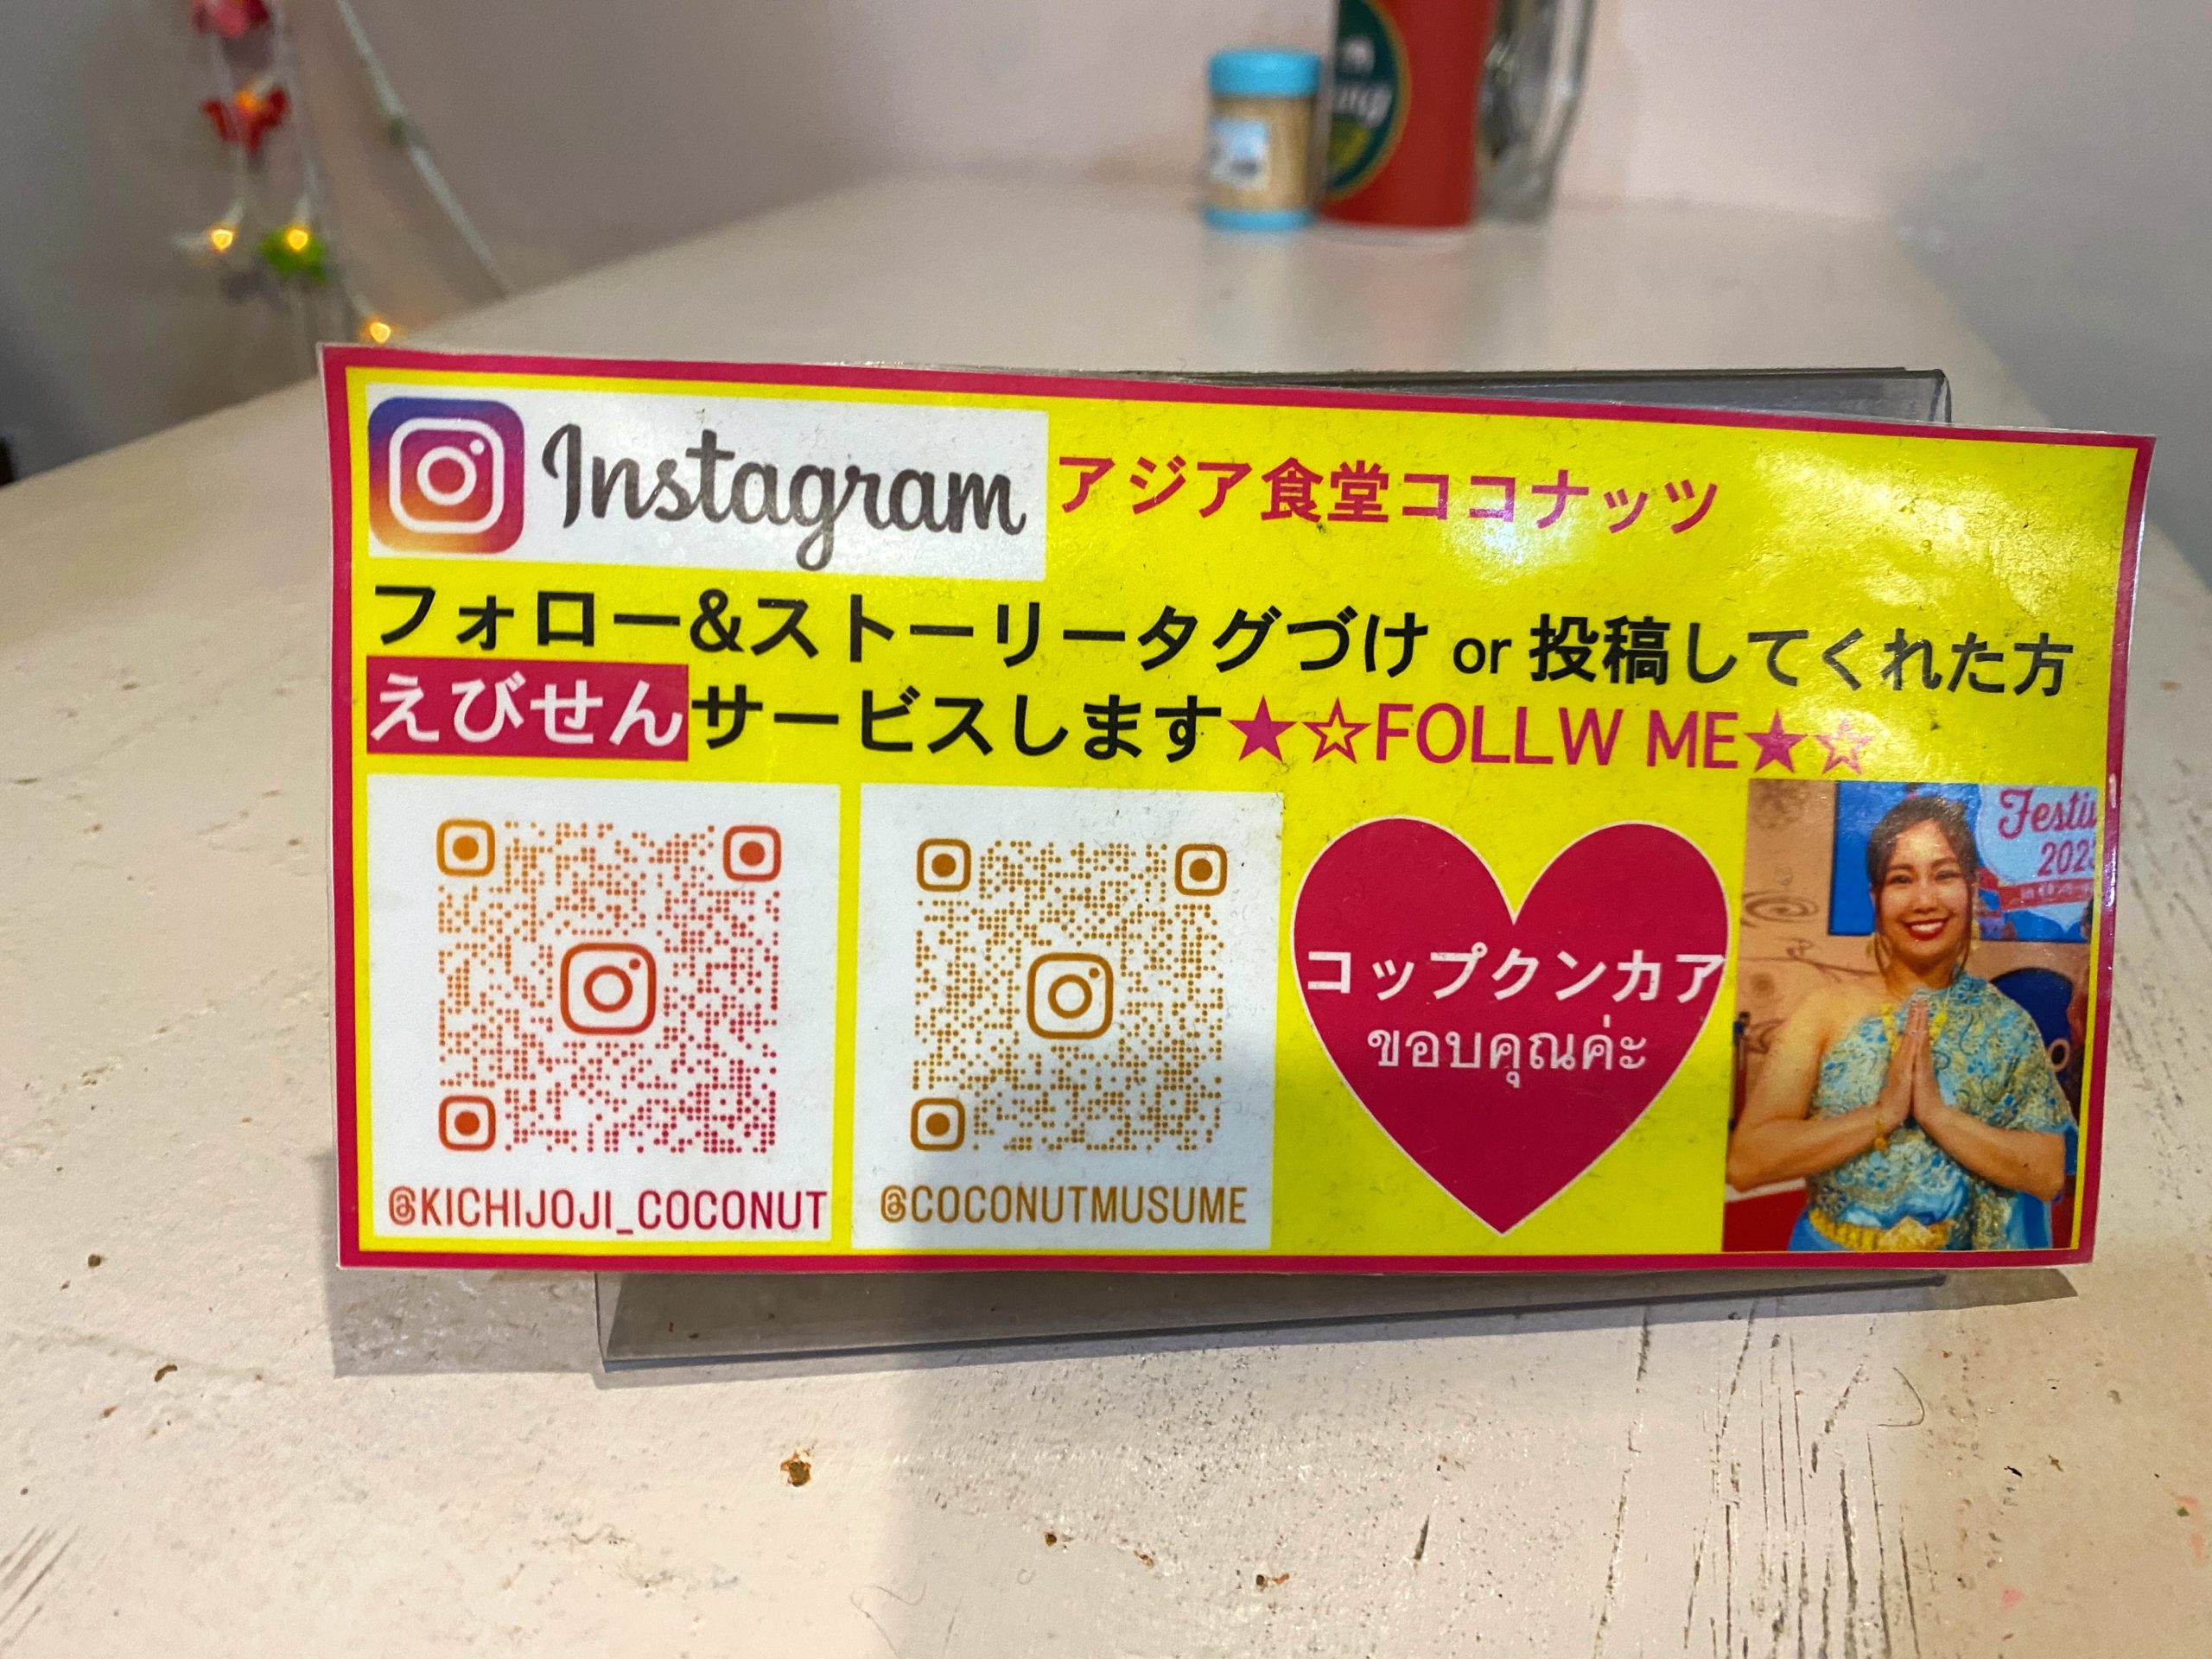 Instagram アジア食堂ココナッツ
フォロー&ストーリータグづけ or 投稿してくれた方
えびせんサービスします★☆FOLLW ME★☆
@KICHIJOJI_COCONUT
@COCONUTMUSUME
コップクンカア
ขอบคุณค่ะ